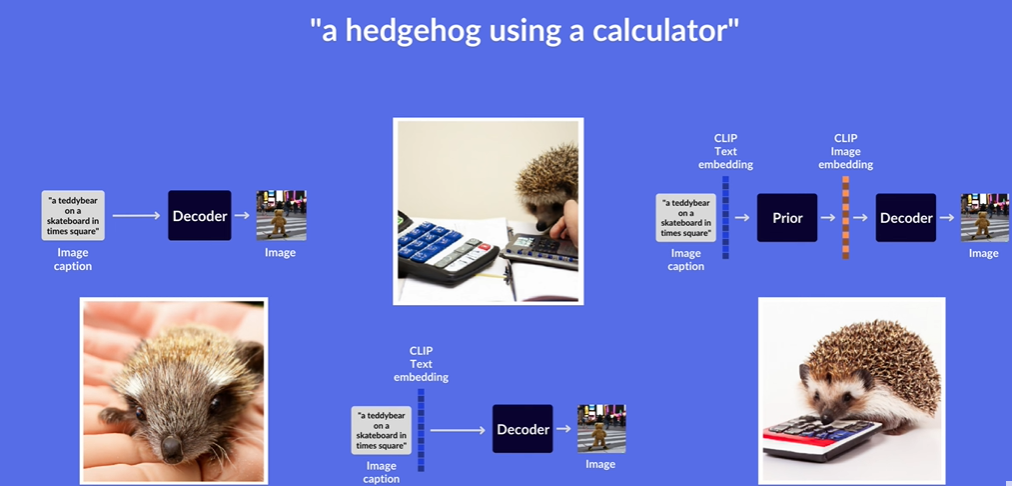 "a hedgehog using a calculator"
"a teddybear
on a
skateboard in
times square"
Image
caption
Decoder
Image
CLIP
Text
embedding
CLIP
Image
embedding
"a teddybear
on a
skateboard in
times square"
Image
caption
Prior
Decoder
Image
CLIP
Text
embedding
"a teddybear
on a
skateboard in
times square"
Image
caption
Decoder
Image